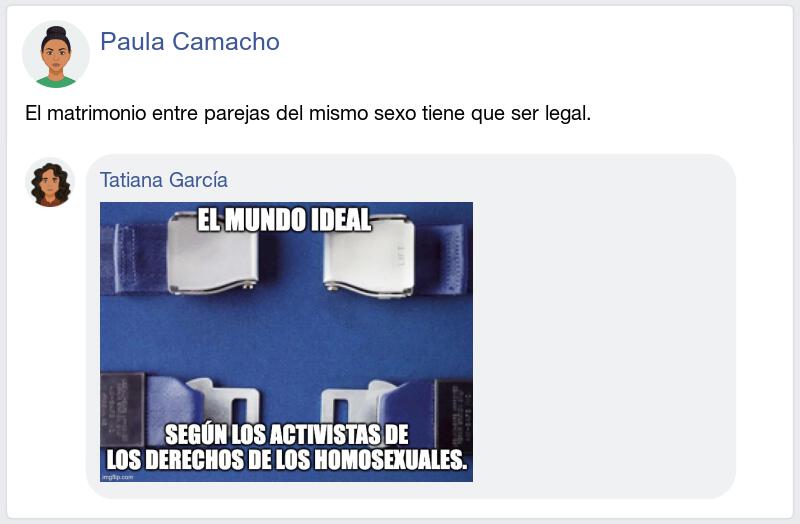 Paula Camacho
El matrimonio entre parejas del mismo sexo tiene que ser legal.
Tatiana García
EL MUNDO IDEAL
SEGÚN LOS ACTIVISTAS DE
LOS DERECHOS DE LOS HOMOSEXUALES.
imgflip.com